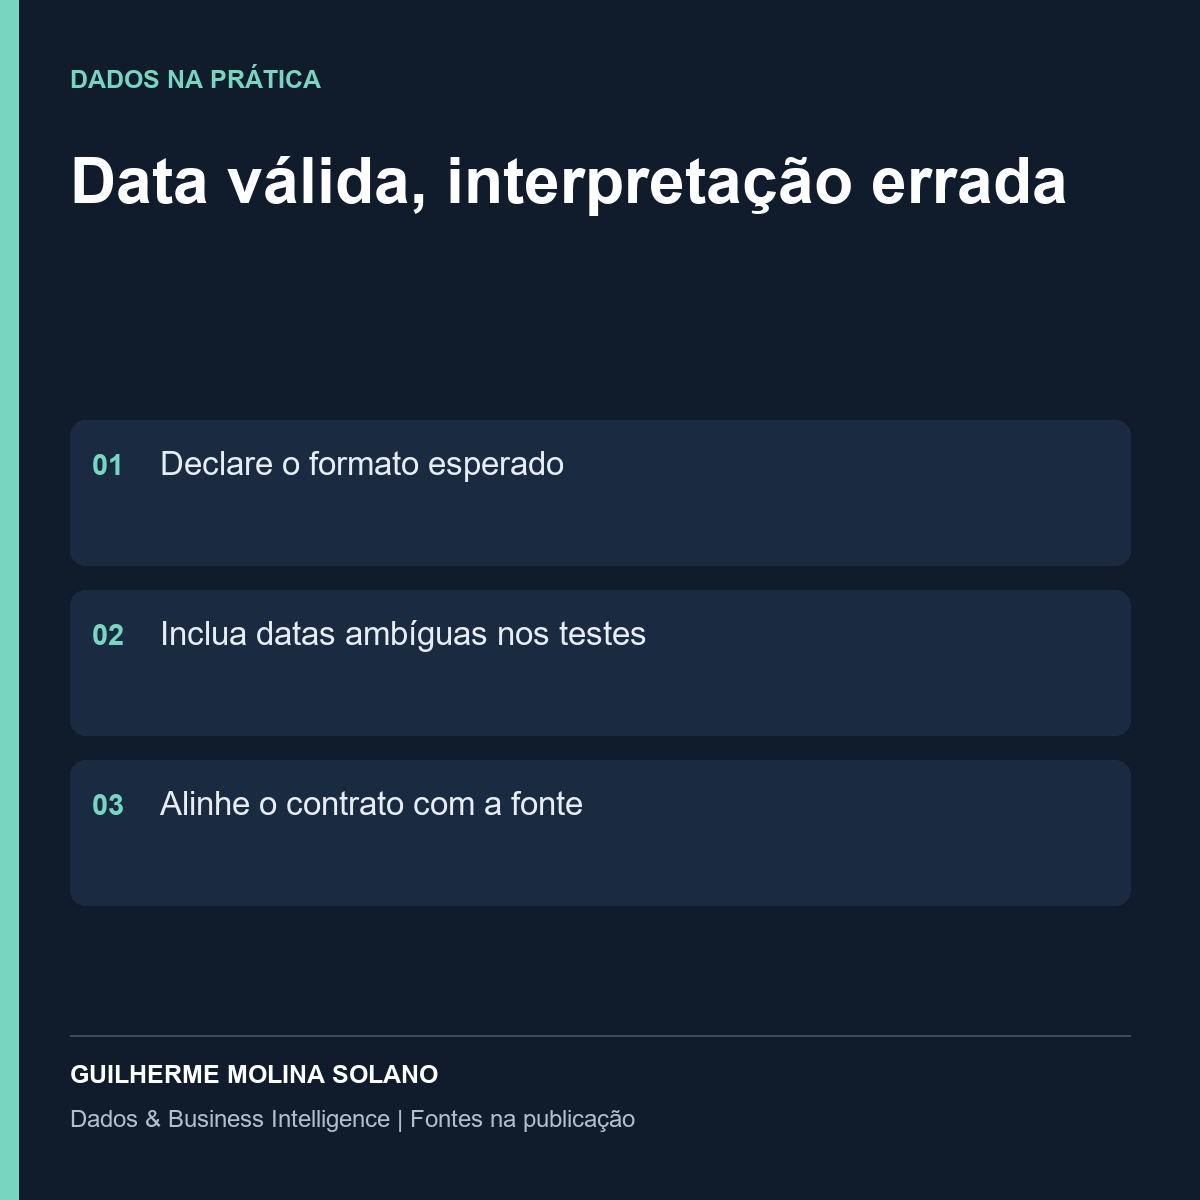 DADOS NA PRÁTICA
Data válida, interpretação errada
01 Declare o formato esperado
02 Inclua datas ambíguas nos testes
03 Alinhe o contrato com a fonte
GUILHERME MOLINA SOLANO
Dados & Business Intelligence | Fontes na publicação